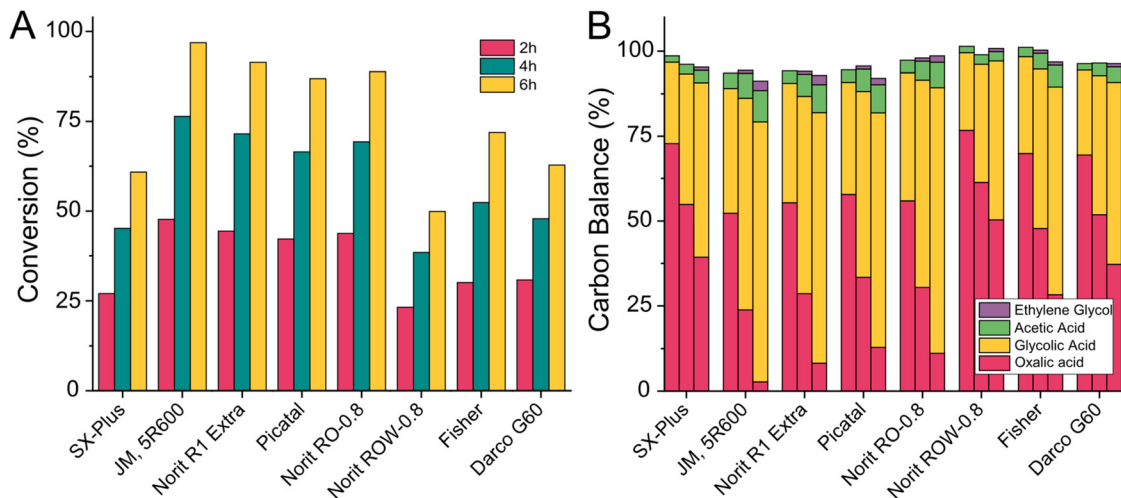 A
Conversion (%)
100
75
50
25
0
2h
4h
6h
SX-Plus
JM, 5R600
Norit R1 Extra
Picatal
Norit RO-0.8
Norit ROW-0.8
Fisher
Darco G60
B
Carbon Balance (%)
100
75
50
25
0
Ethylene Glycol
Acetic Acid
Glycolic Acid
Oxalic acid
SX-Plus
JM, 5R600
Norit R1 Extra
Picatal
Norit RO-0.8
Norit ROW-0.8
Fisher
Darco G60